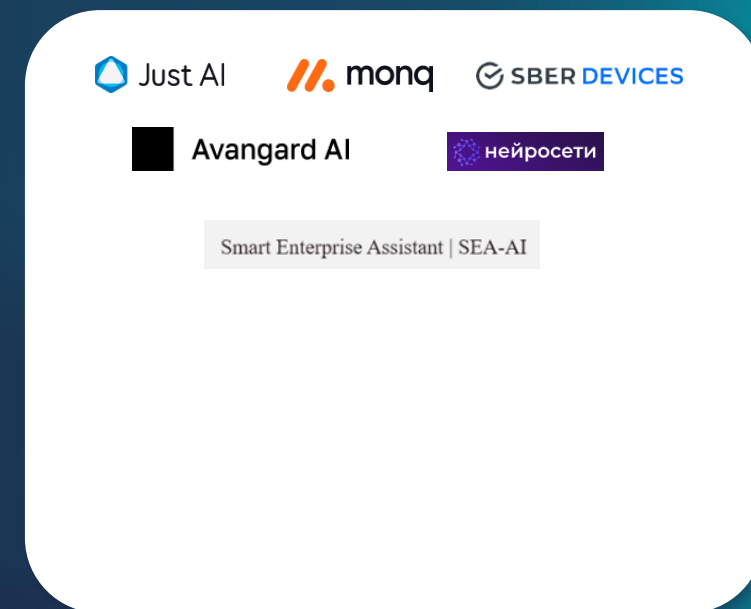 Just AI
monq
SBER DEVICES
Avangard AI
нейросети
Smart Enterprise Assistant | SEA-AI